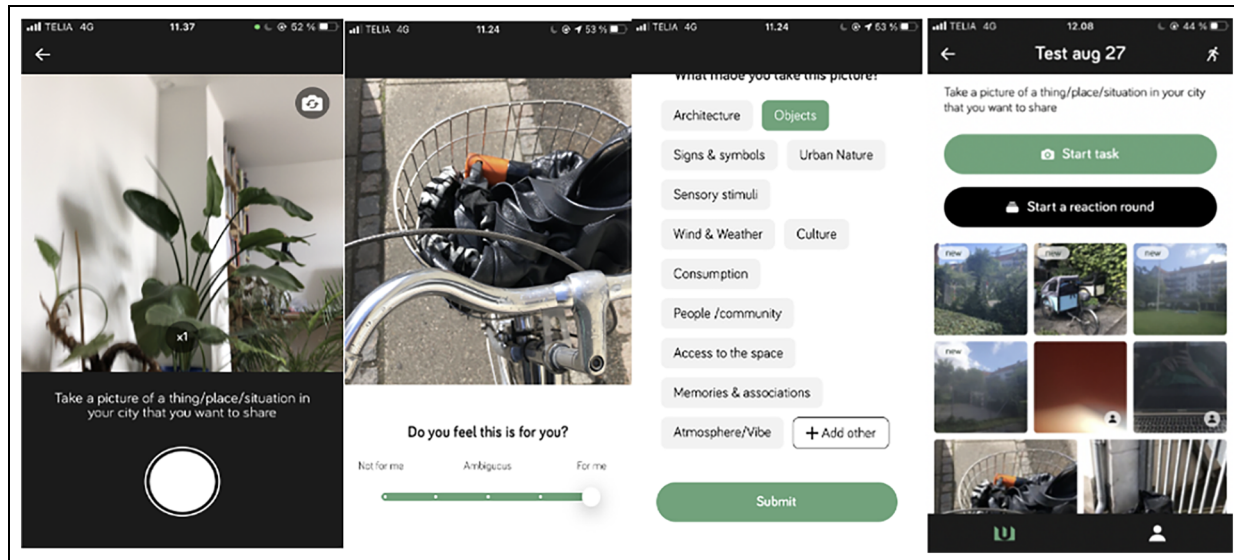 TELIA 4G 11.37 62 %
x1
Take a picture of a thing/place/situation in
your city that you want to share
TELIA 4G 11.24 53 %
Do you feel this is for you?
Not for me Ambiguous For me
TELIA 4G 11.24 53 %
What made you take this picture?
Architecture Objects
Signs & symbols Urban Nature
Sensory stimuli
Wind & Weather Culture
Consumption
People /community
Access to the space
Memories & associations
Atmosphere/Vibe + Add other
Submit
TELIA 4G 12.08 44 %
Test aug 27
Take a picture of a thing/place/situation in your city
that you want to share
Start task
Start a reaction round
new new new
new